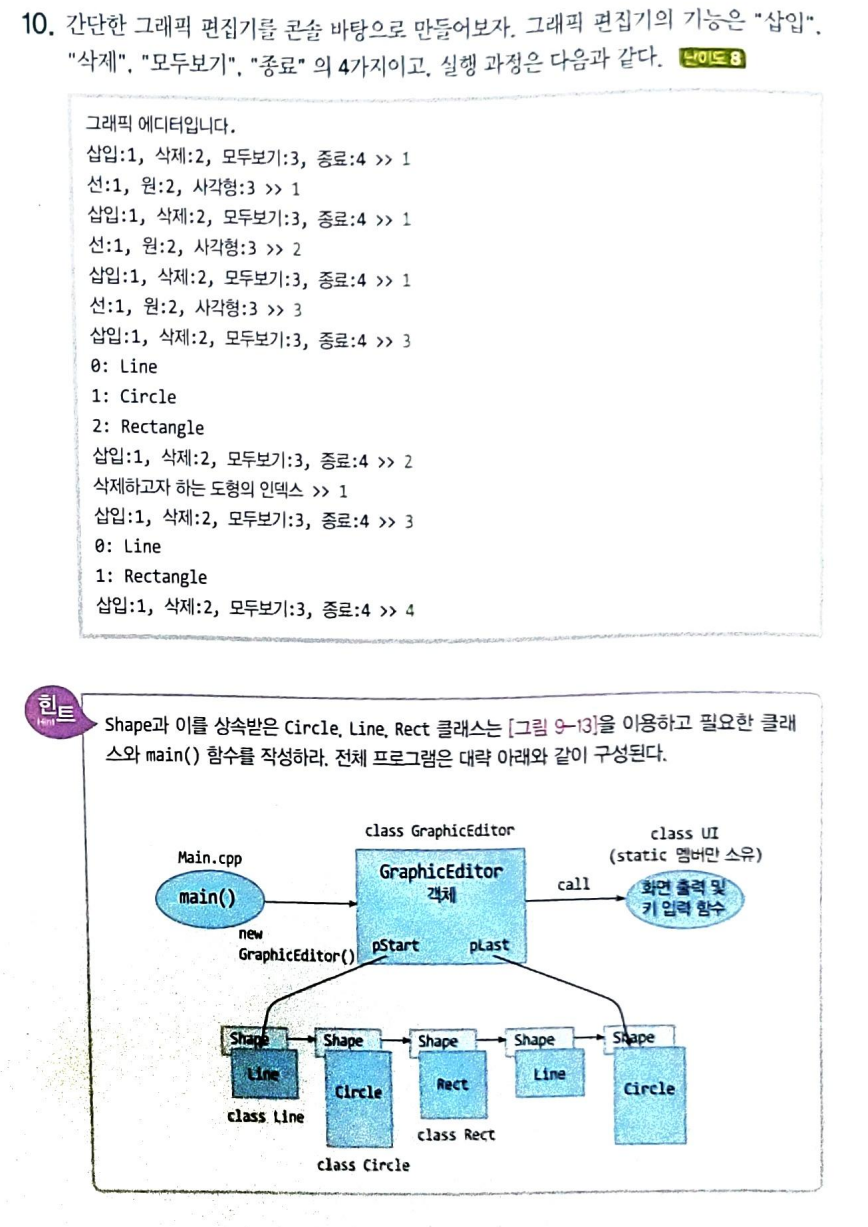 10. 간단한 그래픽 편집기를 콘솔 바탕으로 만들어보자. 그래픽 편집기의 기능은 "삽입",
"삭제", "모두보기", "종료" 의 4가지이고, 실행 과정은 다음과 같다. 난이도 8
그래픽 에디터입니다.
삽입:1, 삭제:2, 모두보기:3, 종료:4 >> 1
선:1, 원:2, 사각형:3 >> 1
삽입:1, 삭제:2, 모두보기:3, 종료:4 >> 1
선:1, 원:2, 사각형:3 >> 2
삽입:1, 삭제:2, 모두보기:3, 종료:4 >> 1
선:1, 원:2, 사각형:3 >> 3
삽입:1, 삭제:2, 모두보기:3, 종료:4 >> 3
0: Line
1: Circle
2: Rectangle
삽입:1, 삭제:2, 모두보기:3, 종료:4 >> 2
삭제하고자 하는 도형의 인덱스 >> 1
삽입:1, 삭제:2, 모두보기:3, 종료:4 >> 3
0: Line
1: Rectangle
삽입:1, 삭제:2, 모두보기:3, 종료:4 >> 4
힌트
Hint
Shape과 이를 상속받은 Circle, Line, Rect 클래스는 [그림 9-13]을 이용하고 필요한 클래
스와 main() 함수를 작성하라. 전체 프로그램은 대략 아래와 같이 구성된다.
class GraphicEditor
class UI
(static 멤버만 소유)
Main.cpp
main()
GraphicEditor
객체
call
화면 출력 및
키 입력 함수
new
GraphicEditor()
pStart pLast
Shape Shape Shape Shape Shape
Line Circle Rect Line Circle
class Line
class Rect
class Circle